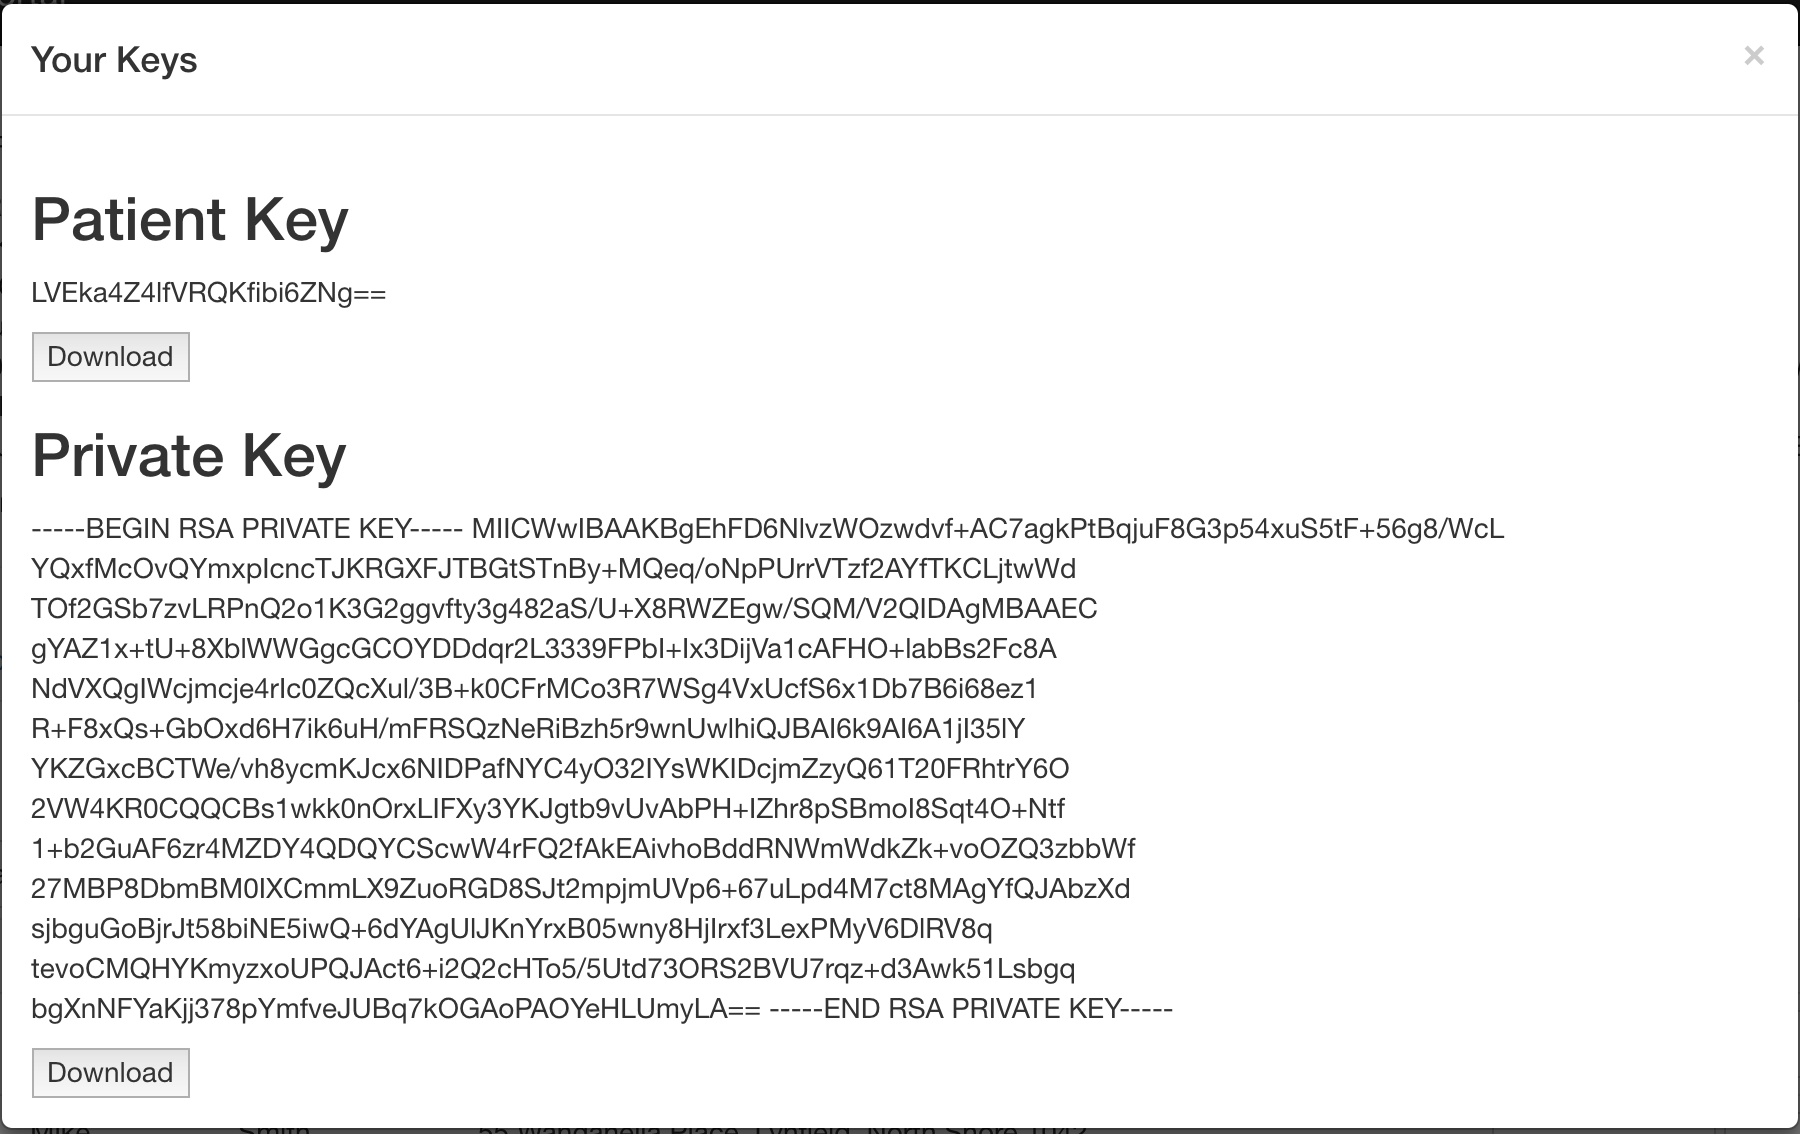 Your Keys
×
Patient Key
LVEka4Z4lfVRQKfibi6ZNg==
Download
Private Key
-----BEGIN RSA PRIVATE KEY----- MIICWwIBAAKBgEhFD6NlvzWOzwdvf+AC7agkPtBqjuF8G3p54xuS5tF+56g8/WcL
YQxfMcOvQYmxpIcncTJKRGXFJTBGtSTnBy+MQeq/oNpPUrrVTzf2AYfTKCLjtwWd
TOf2GSb7zvLRPnQ2o1K3G2ggvfty3g482aS/U+X8RWZEgw/SQM/V2QIDAgMBAAEC
gYAZ1x+tU+8XblWWGgcGCOYDDdqr2L3339FPbI+Ix3DijVa1cAFHO+labBs2Fc8A
NdVXQgIWcjmcje4rIc0ZQcXul/3B+k0CFrMCo3R7WSg4VxUcfS6x1Db7B6i68ez1
R+F8xQs+GbOxd6H7ik6uH/mFRSQzNeRiBzh5r9wnUwlhiQJBAI6k9AI6A1jI35lY
YKZGxcBCTWe/vh8ycmKJcx6NIDPafNYC4yO32IYsWKIDcjmZzyQ61T20FRhtrY6O
2VW4KR0CQQCBs1wkk0nOrxLIFXy3YKJgtb9vUvAbPH+IZhr8pSBmoI8Sqt4O+Ntf
1+b2GuAF6zr4MZDY4QDQYCScwW4rFQ2fAkEAivhoBddRNWmWdkZk+voOZQ3zbbWf
27MBP8DbmBM0IXCmmLX9ZuoRGD8SJt2mpjmUVp6+67uLpd4M7ct8MAgYfQJAbzXd
sjbguGoBjrJt58biNE5iwQ+6dYAgUlJKnYrxB05wny8HjIrxf3LexPMyV6DlRV8q
tevoCMQHYKmyzxoUPQJAct6+i2Q2cHTo5/5Utd73ORS2BVU7rqz+d3Awk51Lsbgq
bgXnNFYaKjj378pYmfveJUBq7kOGAoPAOYeHLUmyLA== -----END RSA PRIVATE KEY-----
Download